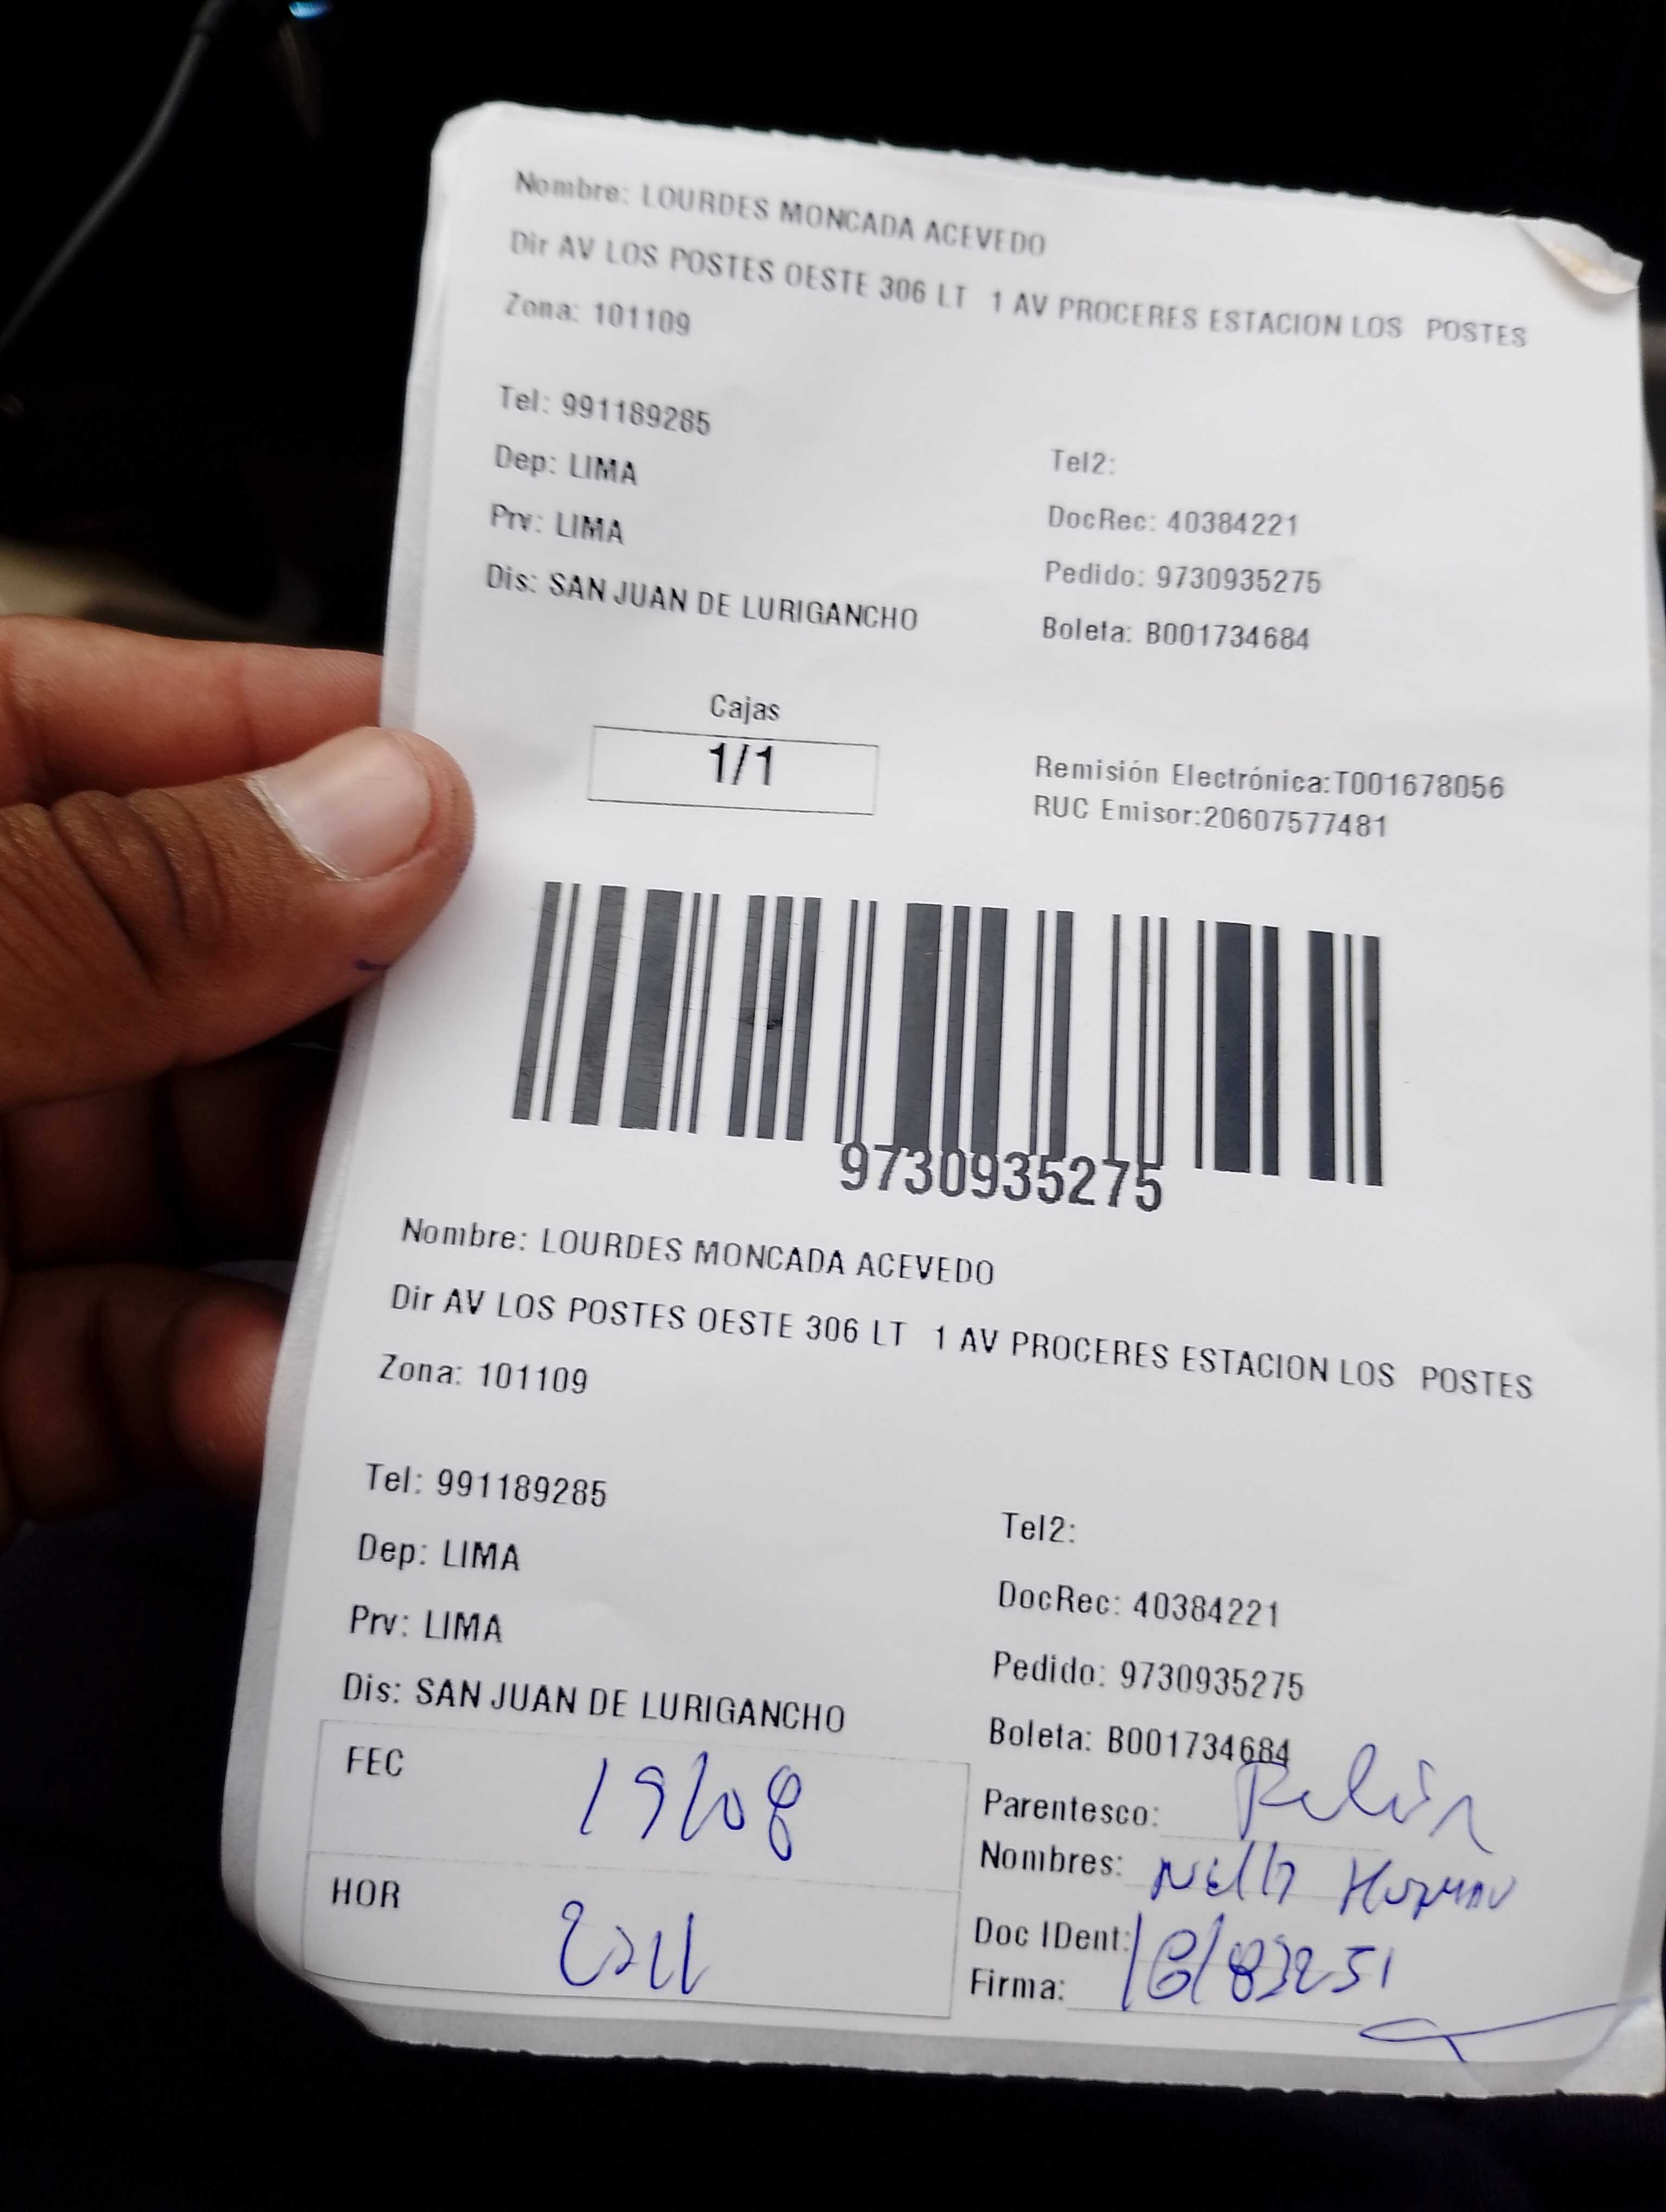 Nombre: LOURDES MONCADA ACEVEDO
Dir AV LOS POSTES OESTE 306 LT 1 AV PROCERES ESTACION LOS POSTES
Zona: 101109
Tel: 991189285
Tel2:
Dep: LIMA
DocRec: 40384221
Prv: LIMA
Pedido: 9730935275
Dis: SAN JUAN DE LURIGANCHO
Boleta: B001734684
Cajas
1/1
Remisión Electrónica:T001678056
RUC Emisor:20607577481
9730935275
Nombre: LOURDES MONCADA ACEVEDO
Dir AV LOS POSTES OESTE 306 LT 1 AV PROCERES ESTACION LOS POSTES
Zona: 101109
Tel: 991189285
Tel2:
Dep: LIMA
DocRec: 40384221
Prv: LIMA
Pedido: 9730935275
Dis: SAN JUAN DE LURIGANCHO
Boleta: B001734684
FEC 19/08
Parentesco:
Nombres:
HOR
Doc IDent:
Firma: